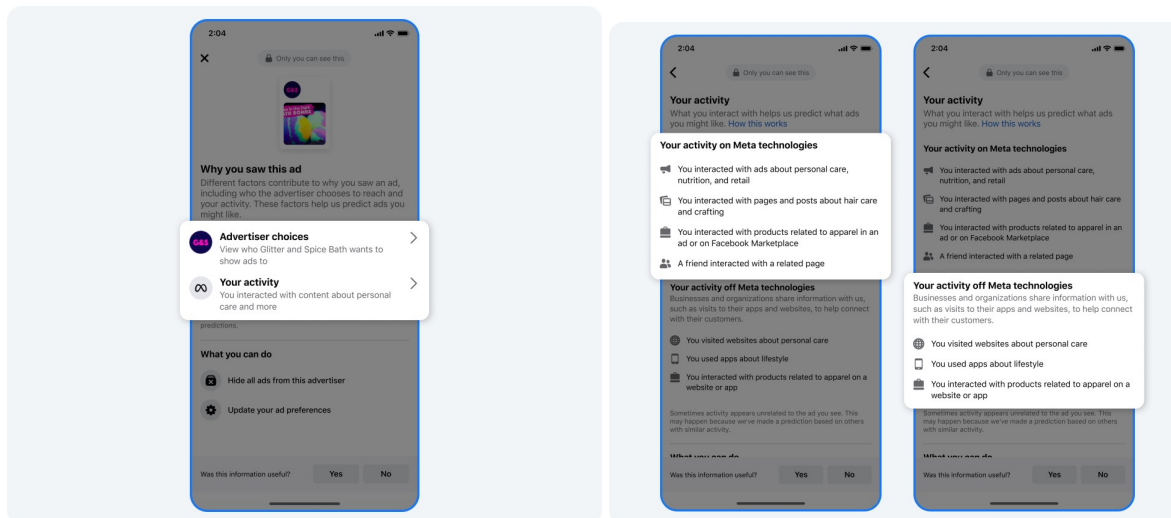 2:04
Only you can see this
G&S
Why you saw this ad
Different factors contribute to why you saw an ad,
including who the advertiser chooses to reach and
your activity. These factors help us predict ads you
might like.
G&S
Advertiser choices
View who Glitter and Spice Bath wants to
show ads to
Your activity
You interacted with content about personal
care and more
predictions.
What you can do
Hide all ads from this advertiser
Update your ad preferences
Was this information useful? Yes No
2:04
Only you can see this
Your activity
What you interact with helps us predict what ads
you might like. How this works
Your activity on Meta technologies
You interacted with ads about personal care,
nutrition, and retail
You interacted with pages and posts about hair care
and crafting
You interacted with products related to apparel in an
ad or on Facebook Marketplace
A friend interacted with a related page
Your activity off Meta technologies
Businesses and organizations share information with us,
such as visits to their apps and websites, to help connect
with their customers.
You visited websites about personal care
You used apps about lifestyle
You interacted with products related to apparel on a
website or app
Sometimes activity appears unrelated to the ad you see. This
may happen because we've made a prediction based on others
with similar activity.
What you can do
Was this information useful? Yes No
2:04
Only you can see this
Your activity
What you interact with helps us predict what ads
you might like. How this works
Your activity on Meta technologies
You interacted with ads about personal care,
nutrition, and retail
You interacted with pages and posts about hair care
and crafting
You interacted with products related to apparel in an
ad or on Facebook Marketplace
A friend interacted with a related page
Your activity off Meta technologies
Businesses and organizations share information with us,
such as visits to their apps and websites, to help connect
with their customers.
You visited websites about personal care
You used apps about lifestyle
You interacted with products related to apparel on a
website or app
Sometimes activity appears unrelated to the ad you see. This
may happen because we've made a prediction based on others
with similar activity.
What you can do
Was this information useful? Yes No